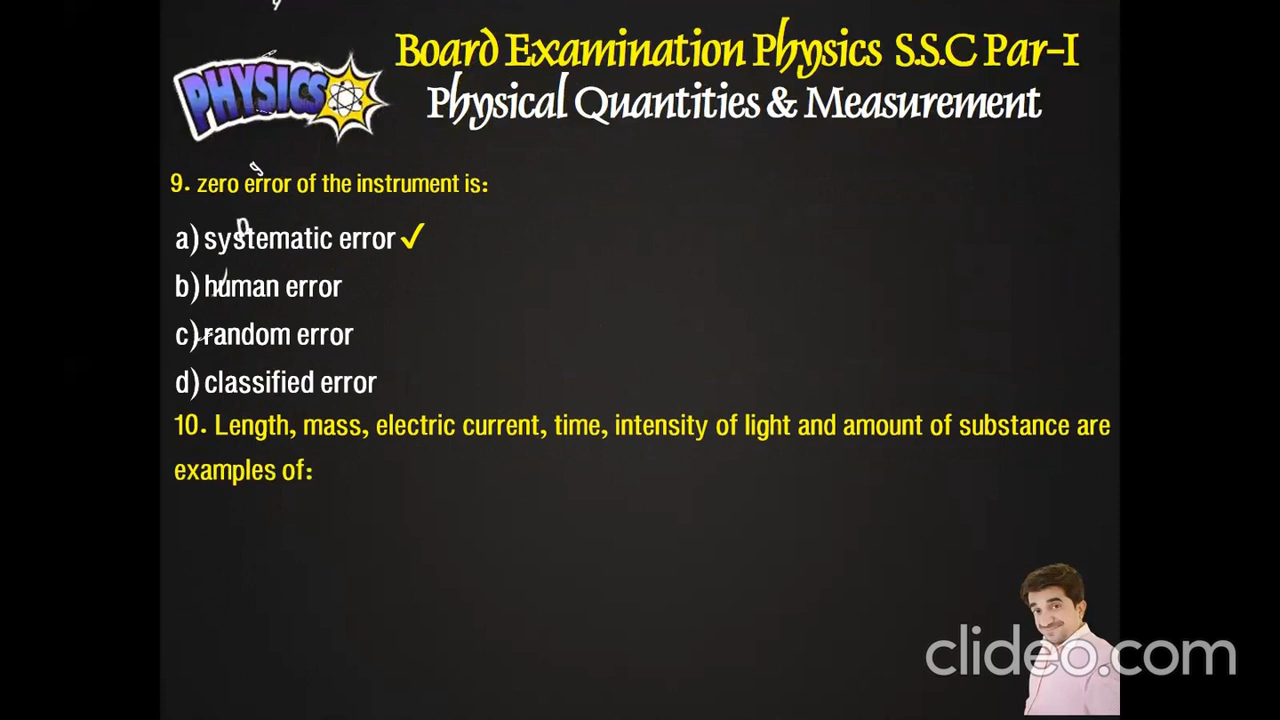 Board Examination Physics S.S.C Par-I
PHYSICS
Physical Quantities & Measurement
9. zero error of the instrument is:
a) systematic error ✓
b) human error
c) random error
d) classified error
10. Length, mass, electric current, time, intensity of light and amount of substance are
examples of:
clideo.com